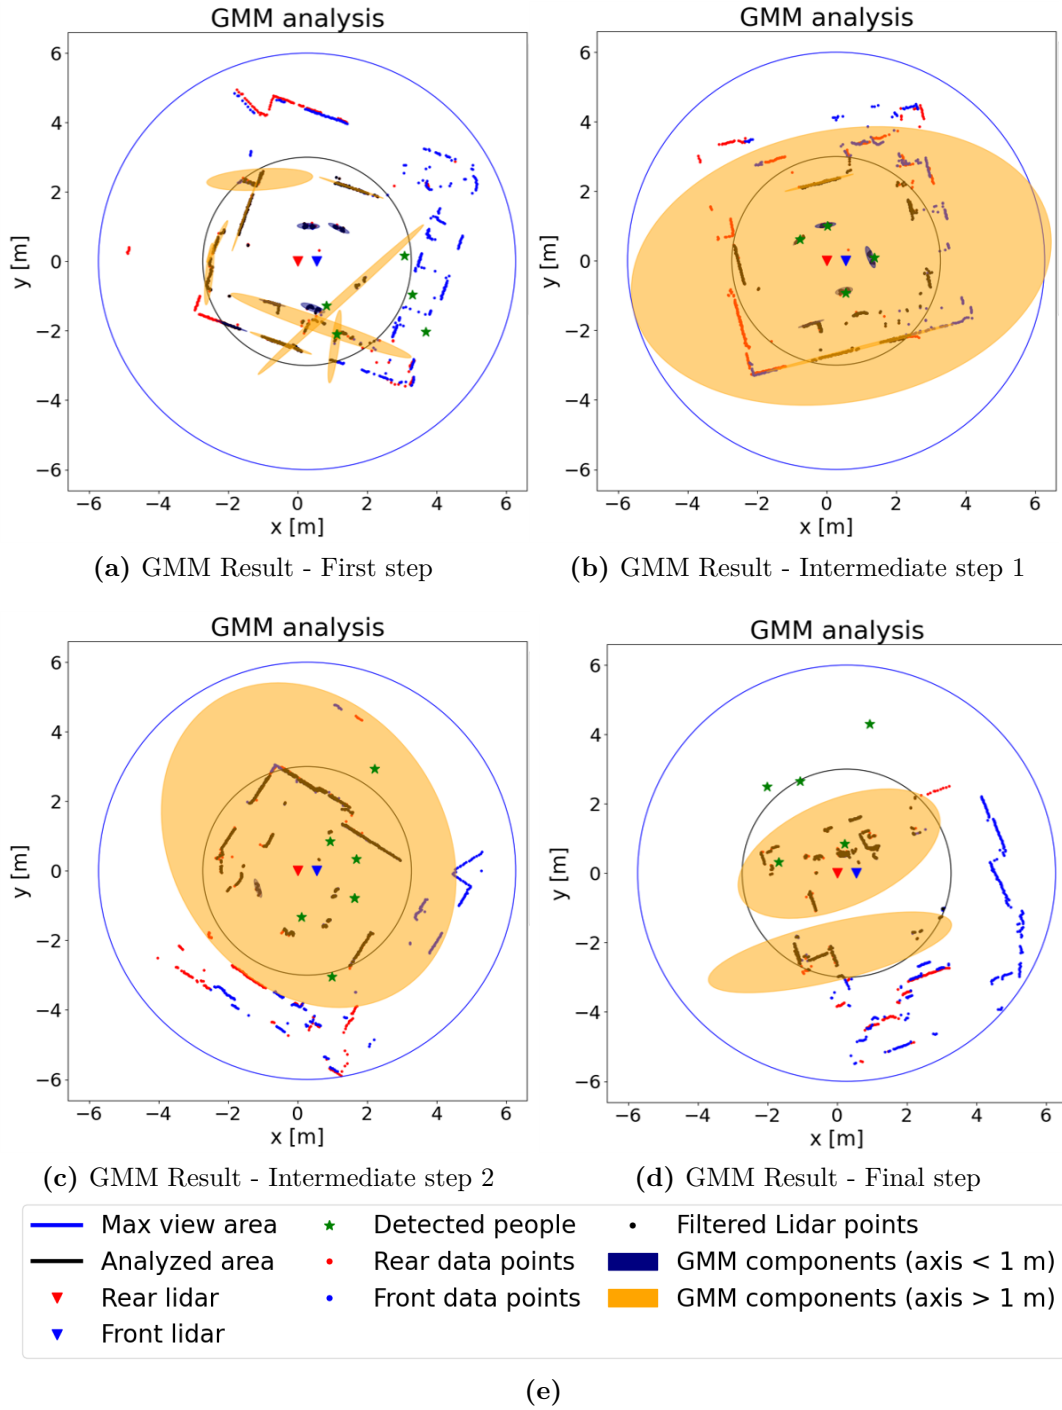 GMM analysis
GMM analysis
y [m]
6
4
2
0
−2
−4
−6
−6 −4 −2 0 2 4 6
x [m]
y [m]
6
4
2
0
−2
−4
−6
−6 −4 −2 0 2 4 6
x [m]
(a) GMM Result - First step
(b) GMM Result - Intermediate step 1
GMM analysis
GMM analysis
y [m]
6
4
2
0
−2
−4
−6
−6 −4 −2 0 2 4 6
x [m]
y [m]
6
4
2
0
−2
−4
−6
−6 −4 −2 0 2 4 6
x [m]
(c) GMM Result - Intermediate step 2
(d) GMM Result - Final step
Max view area
Analyzed area
Rear lidar
Front lidar
Detected people
Rear data points
Front data points
Filtered Lidar points
GMM components (axis < 1 m)
GMM components (axis > 1 m)
(e)